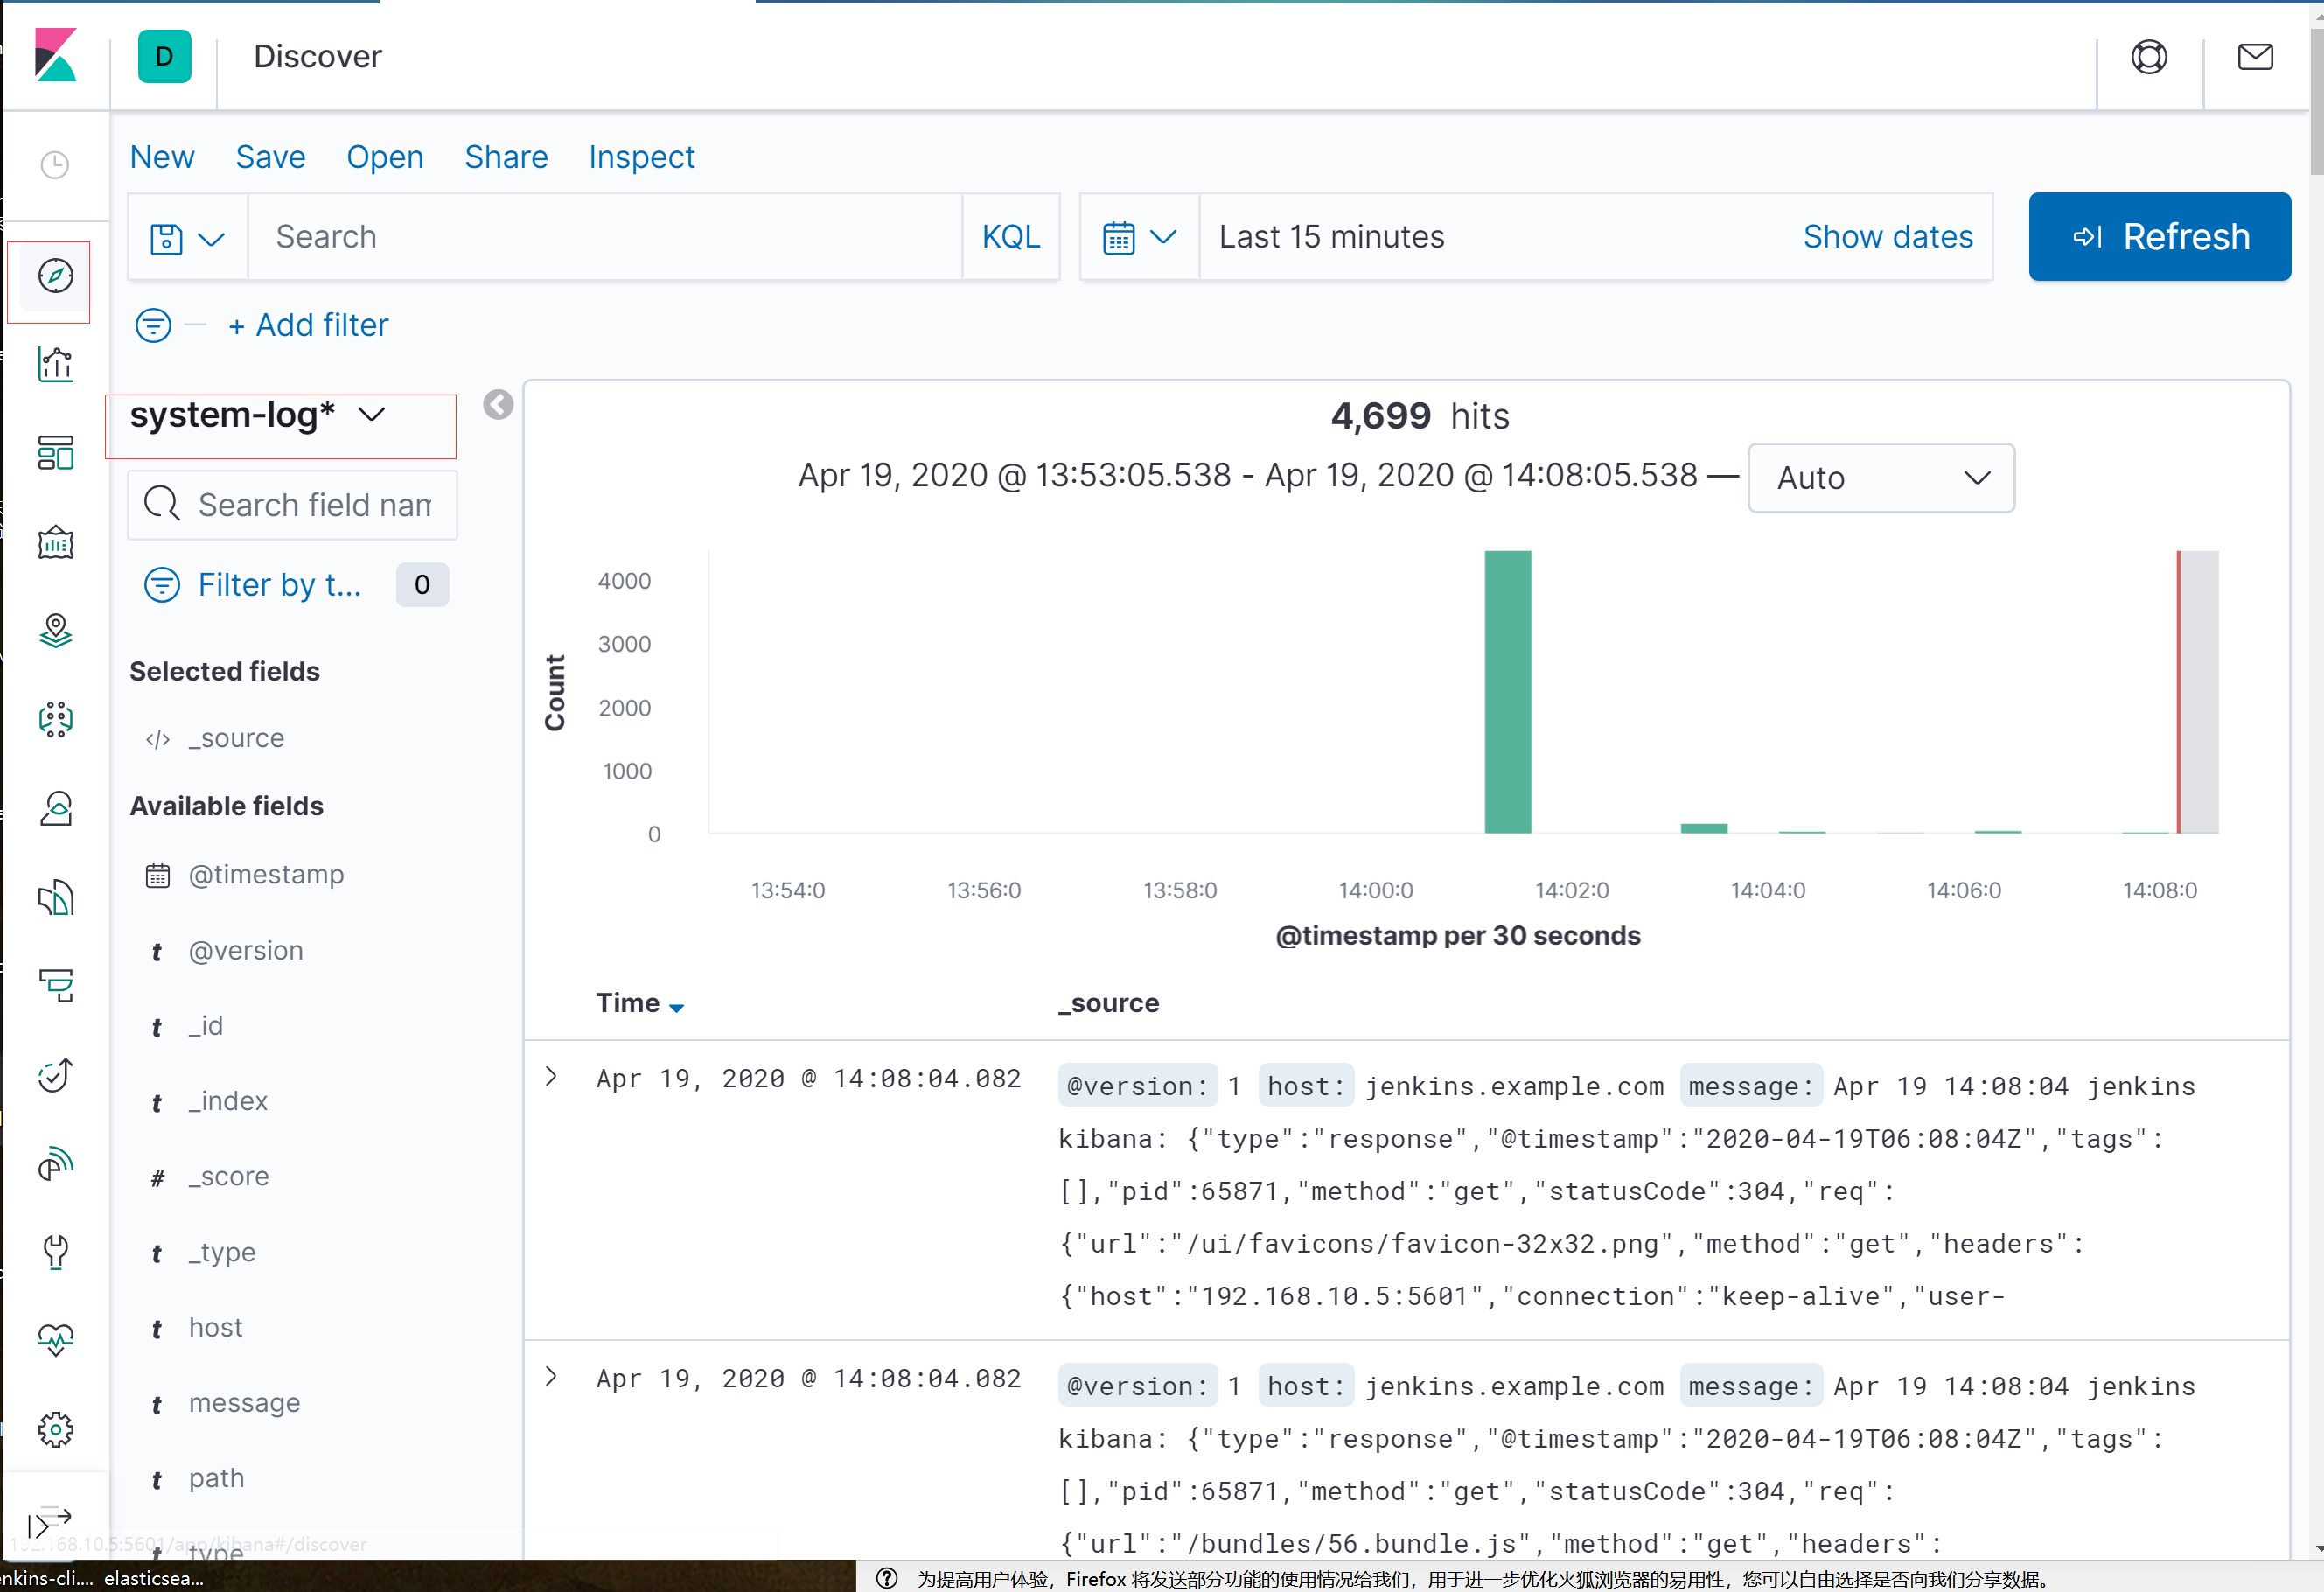 D Discover
New Save Open Share Inspect
Search KQL Last 15 minutes Show dates Refresh
+ Add filter
system-log*
Search field nam
Filter by t... 0
Selected fields
_source
Available fields
@timestamp
t @version
t _id
t _index
# _score
t _type
t host
t message
t path
t type
4,699 hits
Apr 19, 2020 @ 13:53:05.538 - Apr 19, 2020 @ 14:08:05.538 — Auto
Count
4000
3000
2000
1000
0
13:54:0 13:56:0 13:58:0 14:00:0 14:02:0 14:04:0 14:06:0 14:08:0
@timestamp per 30 seconds
Time _source
Apr 19, 2020 @ 14:08:04.082 @version: 1 host: jenkins.example.com message: Apr 19 14:08:04 jenkins
kibana: {"type":"response","@timestamp":"2020-04-19T06:08:04Z","tags":
[],"pid":65871,"method":"get","statusCode":304,"req":
{"url":"/ui/favicons/favicon-32x32.png","method":"get","headers":
{"host":"192.168.10.5:5601","connection":"keep-alive","user-
Apr 19, 2020 @ 14:08:04.082 @version: 1 host: jenkins.example.com message: Apr 19 14:08:04 jenkins
kibana: {"type":"response","@timestamp":"2020-04-19T06:08:04Z","tags":
[],"pid":65871,"method":"get","statusCode":304,"req":
{"url":"/bundles/56.bundle.js","method":"get","headers":
192.168.10.5:5601/app/kibana#/discover
enkins-cli.... elasticsea...
为提高用户体验，Firefox 将发送部分功能的使用情况给我们，用于进一步优化火狐浏览器的易用性，您可以自由选择是否向我们分享数据。